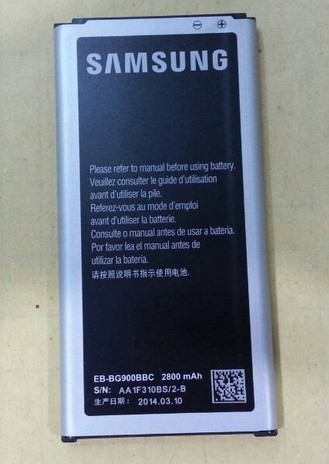 SAMSUNG
Please refer to manual before using battery.
Veuillez consulter le guide d'utilisation
avant d'utiliser la pile.
Referez-vous au mode d'emploi
avant d'utiliser la batterie.
Consulte o manual antes de usar a bateria.
Por favor lea el manual antes de
utilizar la bateria.
请按照说明书指示使用电池.
EB-BG900BBC 2800 mAh
S/N: AA1F310BS/2-B
生产日期: 2014.03.10